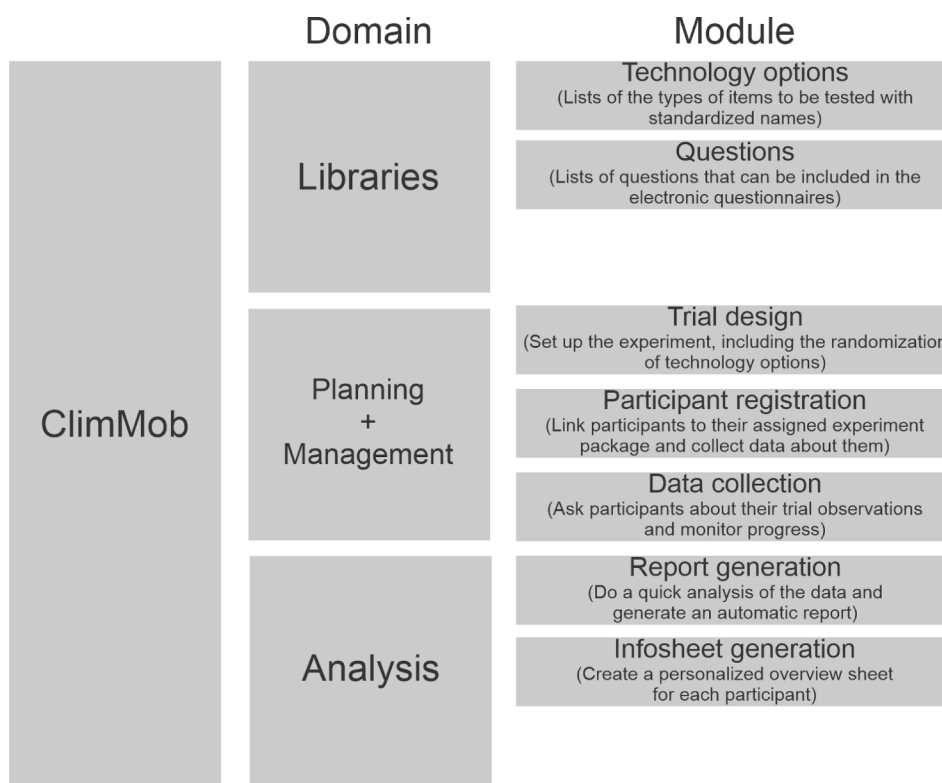 Domain
Module
ClimMob
Libraries
Technology options
(Lists of the types of items to be tested with
standardized names)
Questions
(Lists of questions that can be included in the
electronic questionnaires)
Planning
+
Management
Trial design
(Set up the experiment, including the randomization
of technology options)
Participant registration
(Link participants to their assigned experiment
package and collect data about them)
Data collection
(Ask participants about their trial observations
and monitor progress)
Analysis
Report generation
(Do a quick analysis of the data and
generate an automatic report)
Infosheet generation
(Create a personalized overview sheet
for each participant)